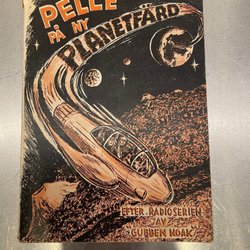 PELLE
PÅ NY
PLANETFÄRD
EFTER RADIOSERIEN
AV
GUBBEN NOAK